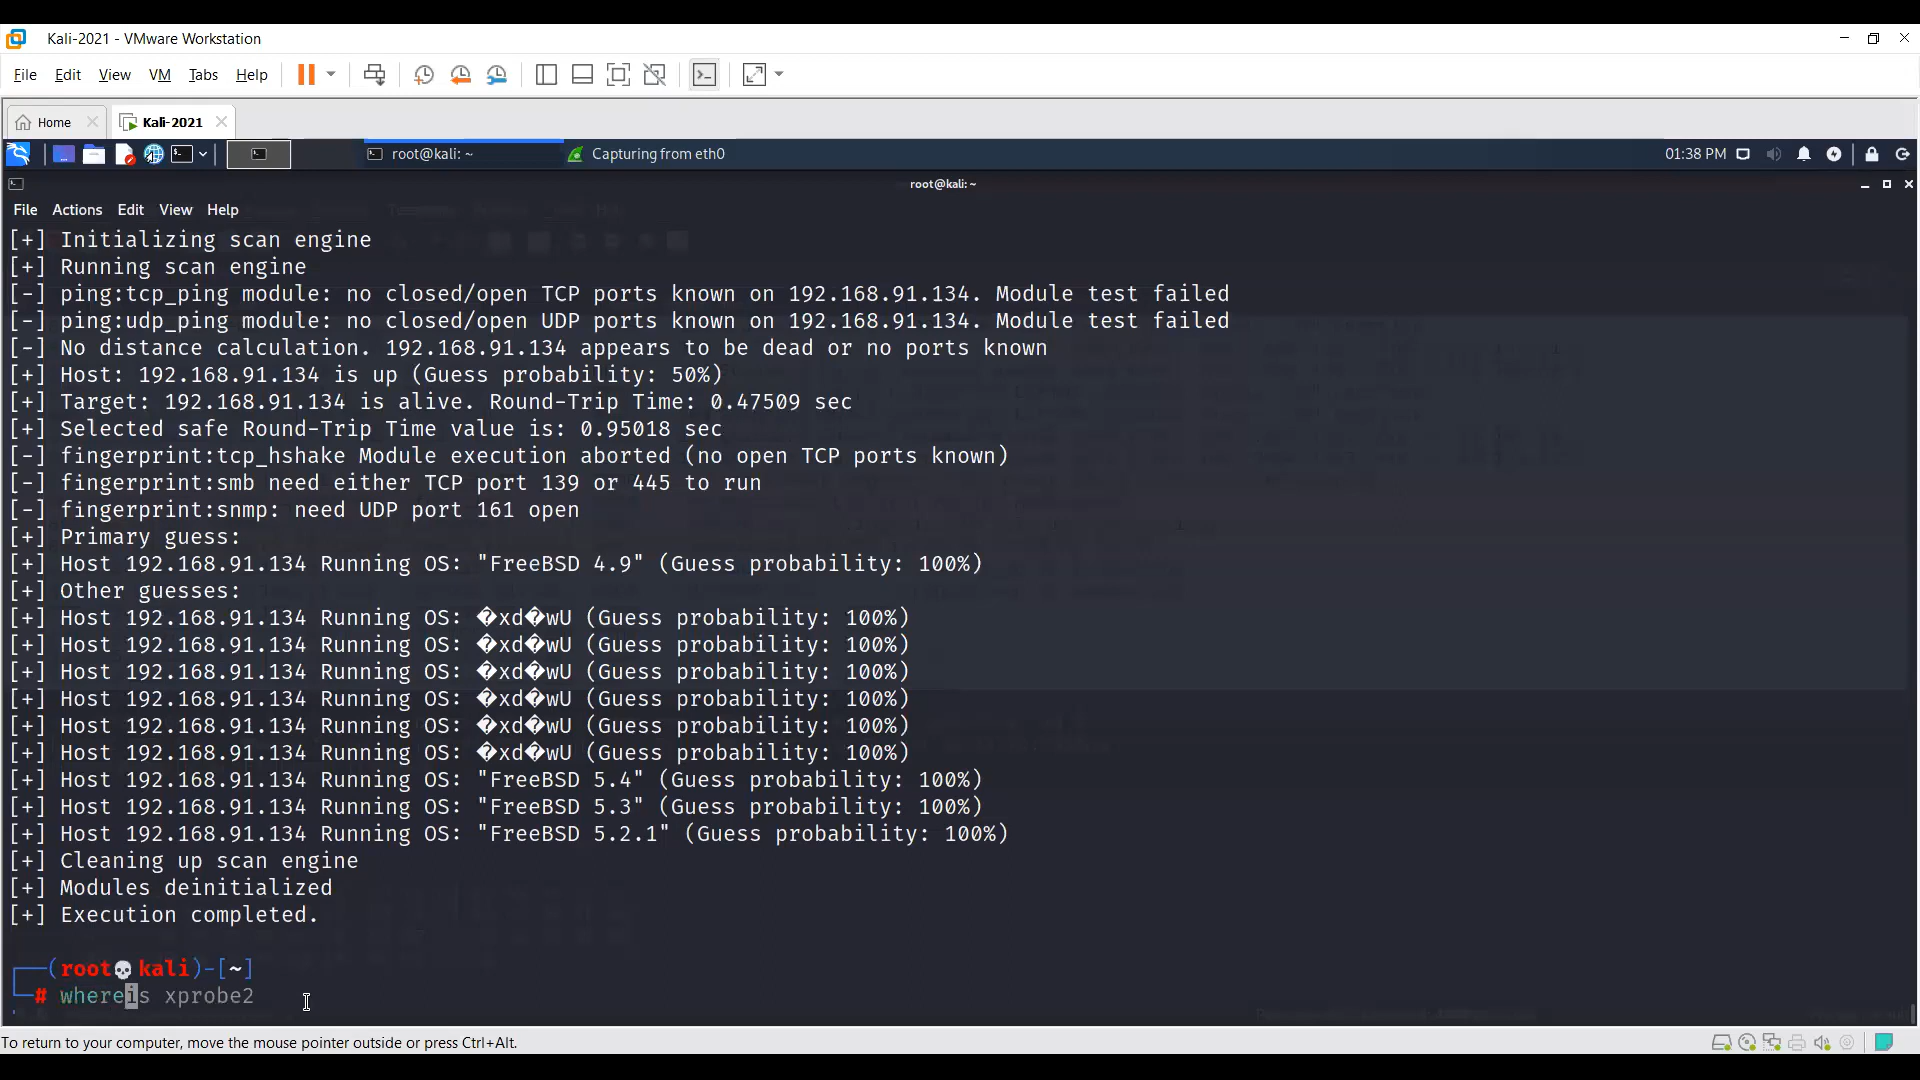 Kali-2021 - VMware Workstation
File Edit View VM Tabs Help
Home Kali-2021
root@kali: ~ Capturing from eth0 01:38 PM
root@kali: ~
File Actions Edit View Help
[+] Initializing scan engine
[+] Running scan engine
[-] ping:tcp_ping module: no closed/open TCP ports known on 192.168.91.134. Module test failed
[-] ping:udp_ping module: no closed/open UDP ports known on 192.168.91.134. Module test failed
[-] No distance calculation. 192.168.91.134 appears to be dead or no ports known
[+] Host: 192.168.91.134 is up (Guess probability: 50%)
[+] Target: 192.168.91.134 is alive. Round-Trip Time: 0.47509 sec
[+] Selected safe Round-Trip Time value is: 0.95018 sec
[-] fingerprint:tcp_hshake Module execution aborted (no open TCP ports known)
[-] fingerprint:smb need either TCP port 139 or 445 to run
[-] fingerprint:snmp: need UDP port 161 open
[+] Primary guess:
[+] Host 192.168.91.134 Running OS: "FreeBSD 4.9" (Guess probability: 100%)
[+] Other guesses:
[+] Host 192.168.91.134 Running OS: �xd�wU (Guess probability: 100%)
[+] Host 192.168.91.134 Running OS: �xd�wU (Guess probability: 100%)
[+] Host 192.168.91.134 Running OS: �xd�wU (Guess probability: 100%)
[+] Host 192.168.91.134 Running OS: �xd�wU (Guess probability: 100%)
[+] Host 192.168.91.134 Running OS: �xd�wU (Guess probability: 100%)
[+] Host 192.168.91.134 Running OS: �xd�wU (Guess probability: 100%)
[+] Host 192.168.91.134 Running OS: "FreeBSD 5.4" (Guess probability: 100%)
[+] Host 192.168.91.134 Running OS: "FreeBSD 5.3" (Guess probability: 100%)
[+] Host 192.168.91.134 Running OS: "FreeBSD 5.2.1" (Guess probability: 100%)
[+] Cleaning up scan engine
[+] Modules deinitialized
[+] Execution completed.
(root💀kali)-[~]
# whereis xprobe2
To return to your computer, move the mouse pointer outside or press Ctrl+Alt.